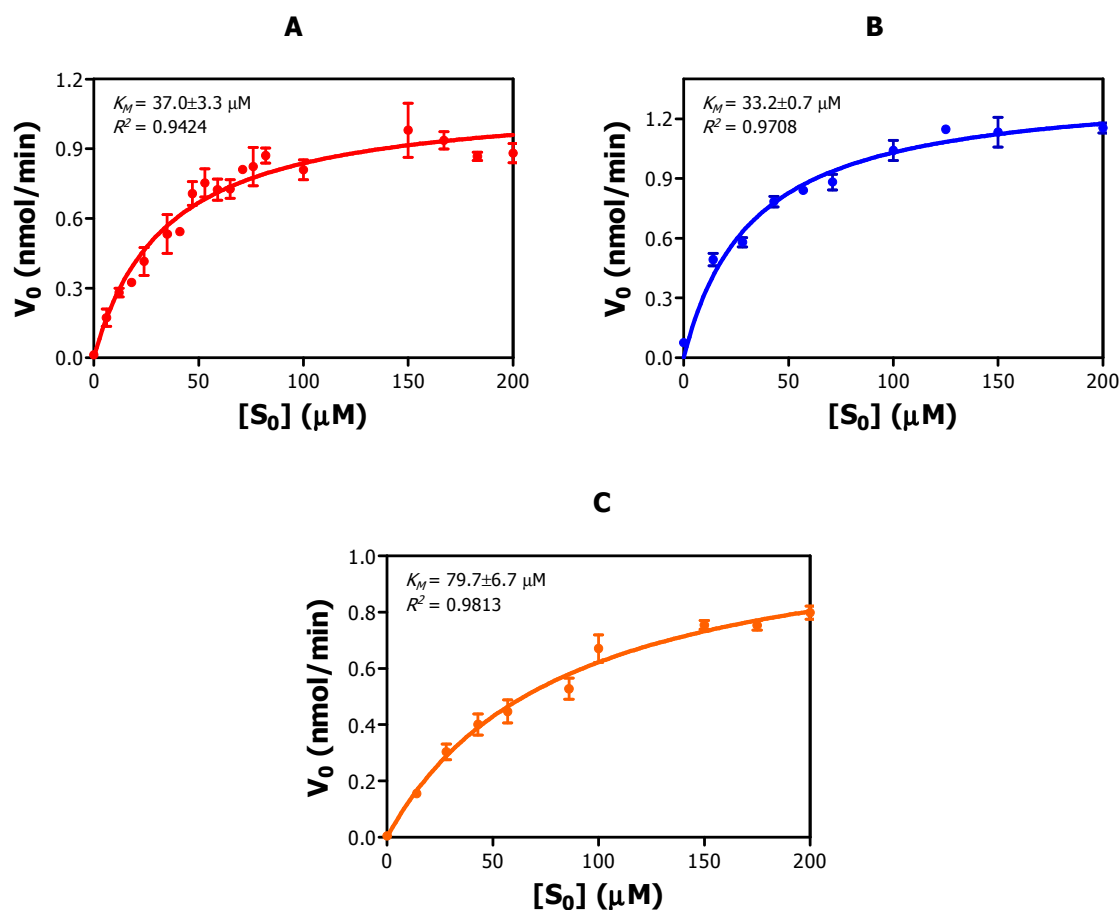 A
K_M = 37.0±3.3 μM
R² = 0.9424
1.2
0.9
0.6
0.3
0.0
V₀ (nmol/min)
0 50 100 150 200
[S₀] (μM)
B
K_M = 33.2±0.7 μM
R² = 0.9708
1.2
0.9
0.6
0.3
0.0
V₀ (nmol/min)
0 50 100 150 200
[S₀] (μM)
C
K_M = 79.7±6.7 μM
R² = 0.9813
1.0
0.8
0.6
0.4
0.2
0.0
V₀ (nmol/min)
0 50 100 150 200
[S₀] (μM)